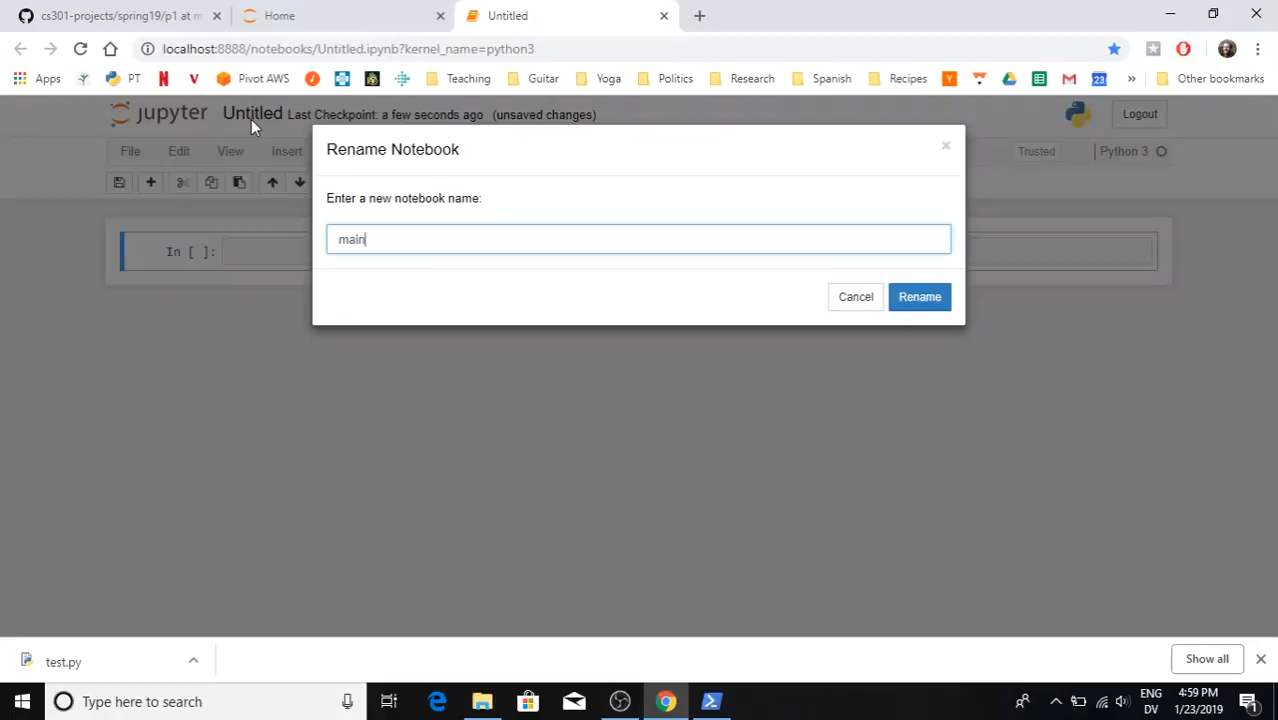 cs301-projects/spring19/p1 at m
Home
Untitled
localhost:8888/notebooks/Untitled.ipynb?kernel_name=python3
Apps
PT
Pivot AWS
Teaching
Guitar
Yoga
Politics
Research
Spanish
Recipes
23
»
Other bookmarks
jupyter Untitled Last Checkpoint: a few seconds ago (unsaved changes)
Logout
File Edit View Insert
Trusted
Python 3
Rename Notebook
Enter a new notebook name:
main
Cancel
Rename
In [ ]:
test.py
Show all
Type here to search
ENG
DV
4:59 PM
1/23/2019
1